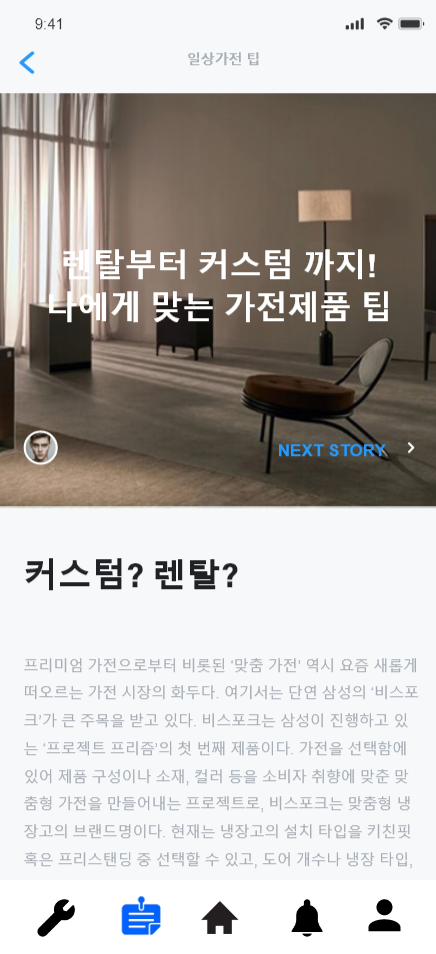 9:41
일상가전 팁
렌탈부터 커스텀 까지!
나에게 맞는 가전제품 팁
NEXT STORY
커스텀? 렌탈?
프리미엄 가전으로부터 비롯된 '맞춤 가전' 역시 요즘 새롭게
떠오르는 가전 시장의 화두다. 여기서는 단연 삼성의 '비스포
크'가 큰 주목을 받고 있다. 비스포크는 삼성이 진행하고 있
는 '프로젝트 프리즘'의 첫 번째 제품이다. 가전을 선택함에
있어 제품 구성이나 소재, 컬러 등을 소비자 취향에 맞춘 맞
춤형 가전을 만들어내는 프로젝트로, 비스포크는 맞춤형 냉
장고의 브랜드명이다. 현재는 냉장고의 설치 타입을 키친핏
혹은 프리스탠딩 중 선택할 수 있고, 도어 개수나 냉장 타입,